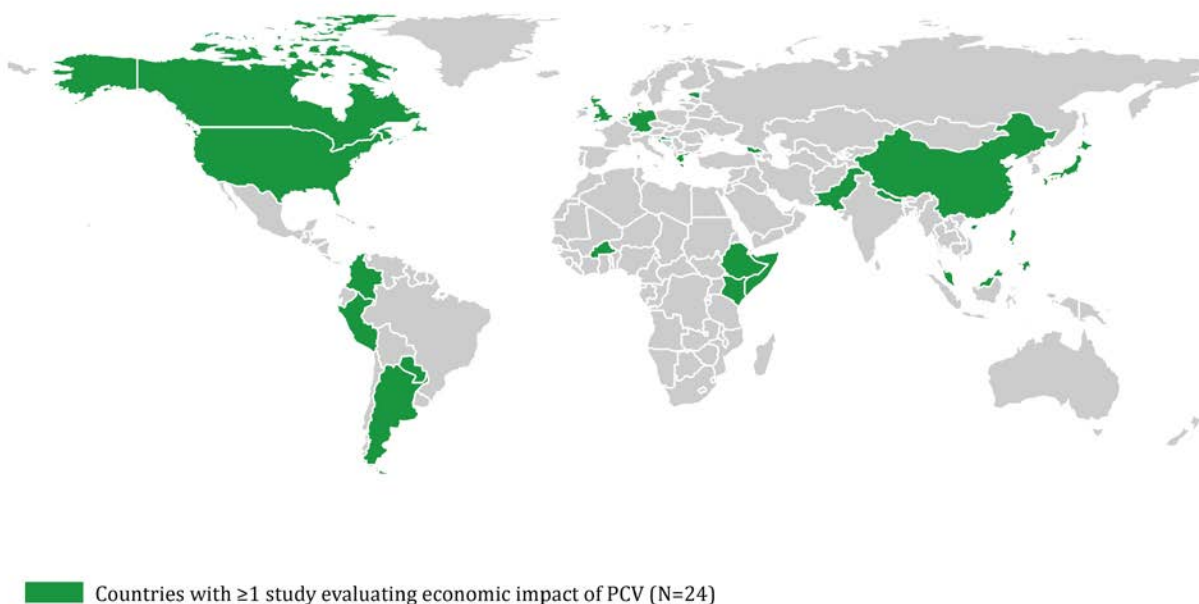 Countries with ≥1 study evaluating economic impact of PCV (N=24)